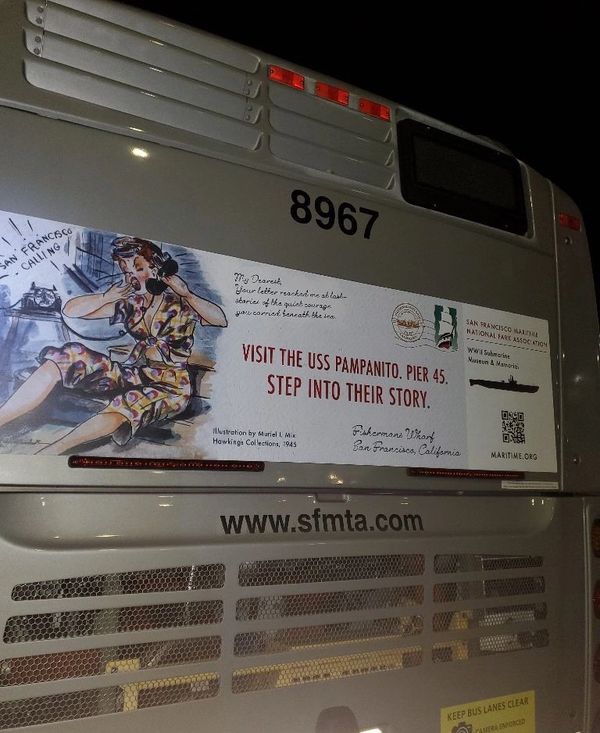 8967
SAN FRANCISCO
CALLING
My Dearest,
Your letter reached me at last-
stories of the quiet courage
you carried beneath the sea.
VISIT THE USS PAMPANITO. PIER 45.
STEP INTO THEIR STORY.
Illustration by Muriel I. Mix
Hawkings Collections, 1945
Fishermans Wharf
San Francisco, California
SAN FRANCISCO MARITIME
NATIONAL PARK ASSOCIATION
WWII Submarine
Museum & Memorial
MARITIME.ORG
www.sfmta.com
KEEP BUS LANES CLEAR
CAMERA ENFORCED